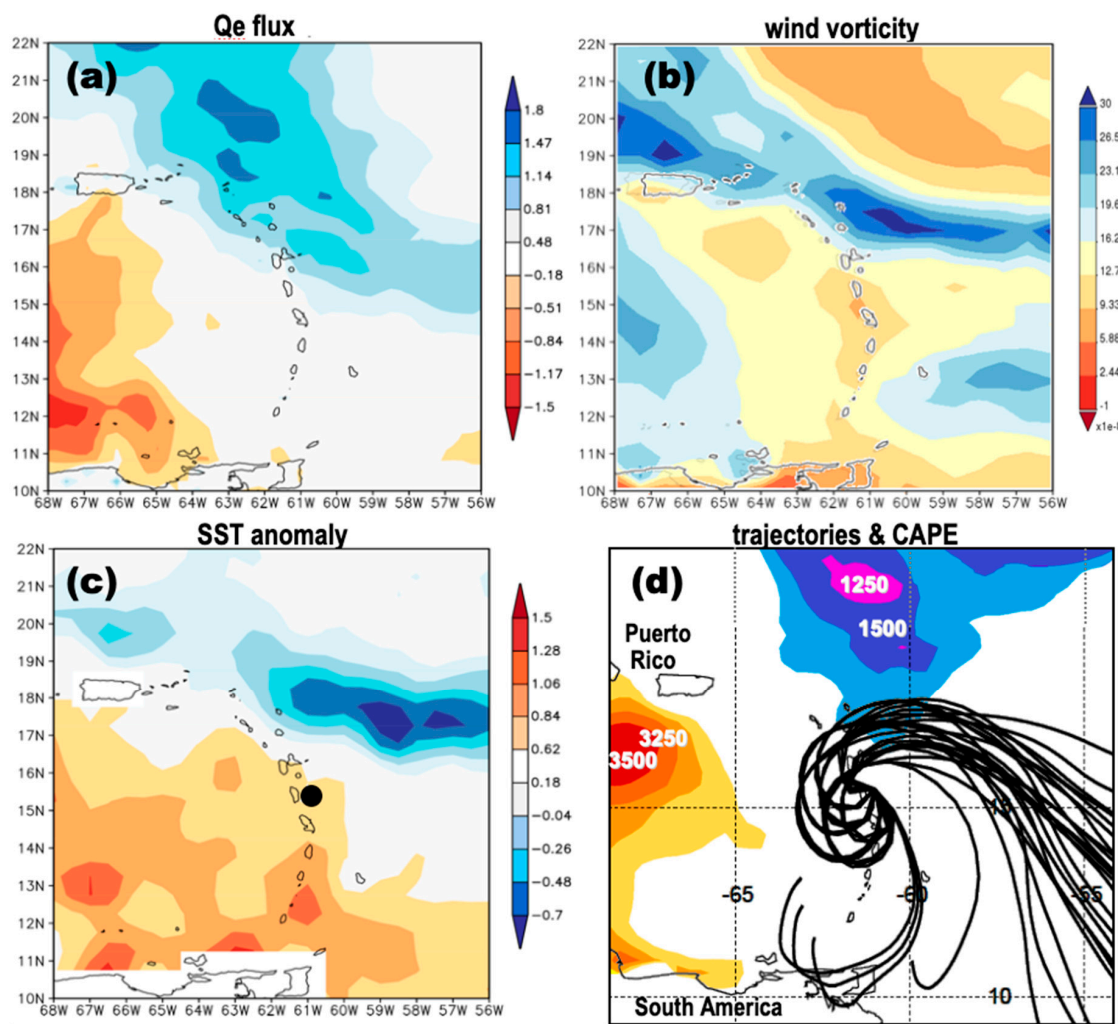 Qe flux
(a)
22N
21N
20N
19N
18N
17N
16N
15N
14N
13N
12N
11N
10N
68W 67W 66W 65W 64W 63W 62W 61W 60W 59W 58W 57W 56W
1.8
1.47
1.14
0.81
0.48
−0.18
−0.51
−0.84
−1.17
−1.5
wind vorticity
(b)
22N
21N
20N
19N
18N
17N
16N
15N
14N
13N
12N
11N
10N
68W 67W 66W 65W 64W 63W 62W 61W 60W 59W 58W 57W 56W
30
26.5
23.1
19.6
16.2
12.7
9.33
5.88
2.44
-1
SST anomaly
(c)
22N
21N
20N
19N
18N
17N
16N
15N
14N
13N
12N
11N
10N
68W 67W 66W 65W 64W 63W 62W 61W 60W 59W 58W 57W 56W
1.5
1.28
1.06
0.84
0.62
0.18
−0.04
−0.26
−0.48
−0.7
trajectories & CAPE
(d)
1250
1500
Puerto
Rico
3250
3500
15
-65 -60 -55
10
South America